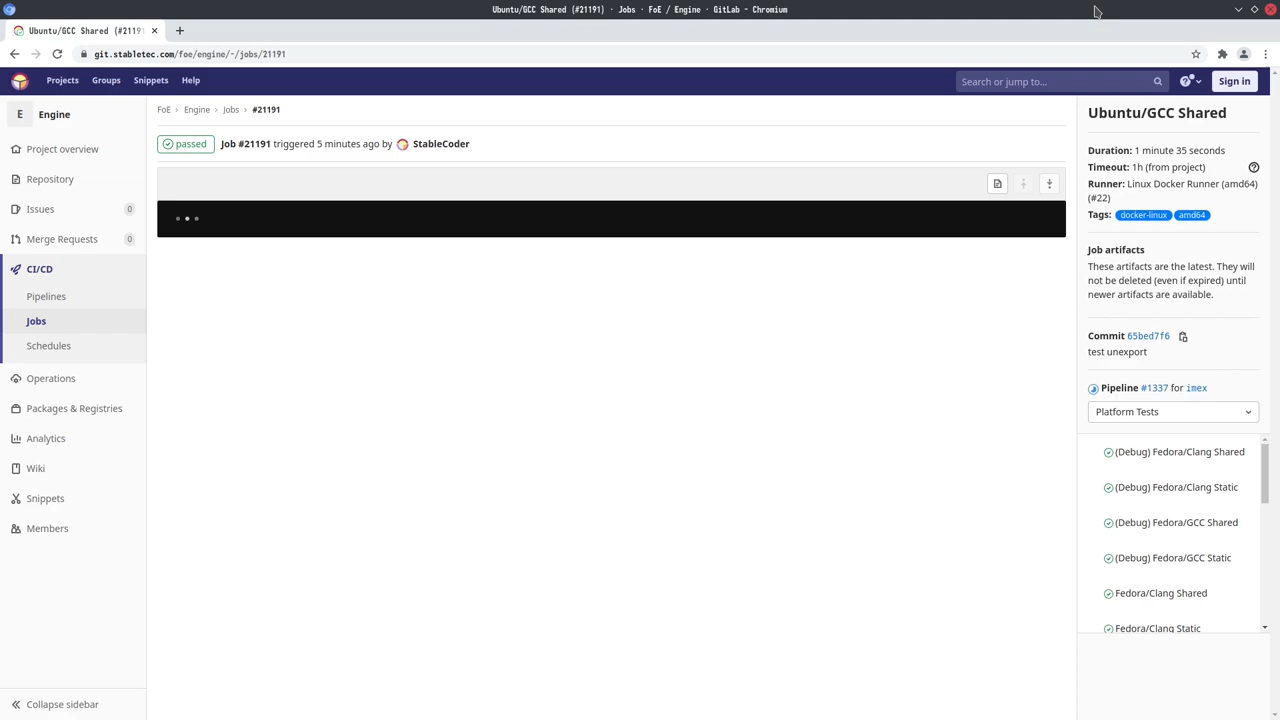 Ubuntu/GCC Shared (#21191) · Jobs · FoE / Engine · GitLab - Chromium
Ubuntu/GCC Shared (#2119
git.stabletec.com/foe/engine/-/jobs/21191
Projects Groups Snippets Help
Search or jump to...
Sign in
E Engine
Project overview
Repository
Issues 0
Merge Requests 0
CI/CD
Pipelines
Jobs
Schedules
Operations
Packages & Registries
Analytics
Wiki
Snippets
Members
Collapse sidebar
FoE > Engine > Jobs > #21191
passed Job #21191 triggered 5 minutes ago by StableCoder
Ubuntu/GCC Shared
Duration: 1 minute 35 seconds
Timeout: 1h (from project)
Runner: Linux Docker Runner (amd64)
(#22)
Tags: docker-linux amd64
Job artifacts
These artifacts are the latest. They will
not be deleted (even if expired) until
newer artifacts are available.
Commit 65bed7f6
test unexport
Pipeline #1337 for imex
Platform Tests
(Debug) Fedora/Clang Shared
(Debug) Fedora/Clang Static
(Debug) Fedora/GCC Shared
(Debug) Fedora/GCC Static
Fedora/Clang Shared
Fedora/Clang Static